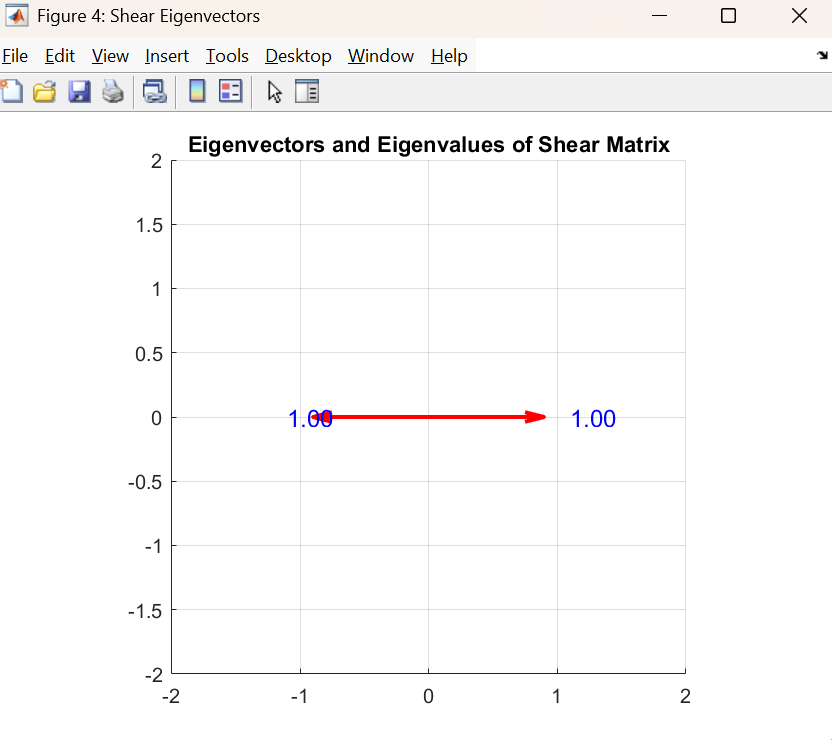 Figure 4: Shear Eigenvectors
File Edit View Insert Tools Desktop Window Help
Eigenvectors and Eigenvalues of Shear Matrix
2
1.5
1
0.5
0
-0.5
-1
-1.5
-2
1.00 1.00
-2 -1 0 1 2